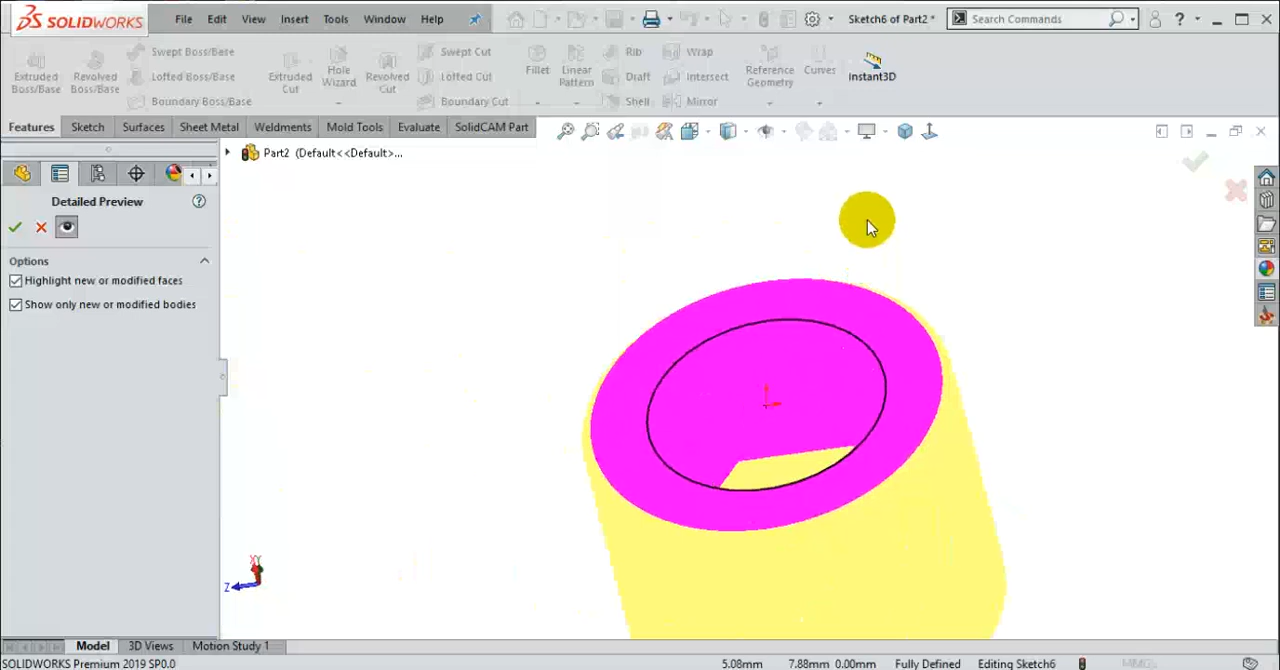 SOLIDWORKS File Edit View Insert Tools Window Help Sketch6 of Part2 * Search Commands ?
Extruded Boss/Base
Revolved Boss/Base
Swept Boss/Base
Lofted Boss/Base
Boundary Boss/Base
Extruded Cut
Hole Wizard
Revolved Cut
Swept Cut
Lofted Cut
Boundary Cut
Fillet
Linear Pattern
Rib
Draft
Shell
Wrap
Intersect
Mirror
Reference Geometry
Curves
Instant3D
Features Sketch Surfaces Sheet Metal Weldments Mold Tools Evaluate SolidCAM Part
Part2 (Default<<Default>...
Detailed Preview ?
Options
Highlight new or modified faces
Show only new or modified bodies
Z
Model 3D Views Motion Study 1
SOLIDWORKS Premium 2019 SP0.0 5.08mm 7.88mm 0.00mm Fully Defined Editing Sketch6